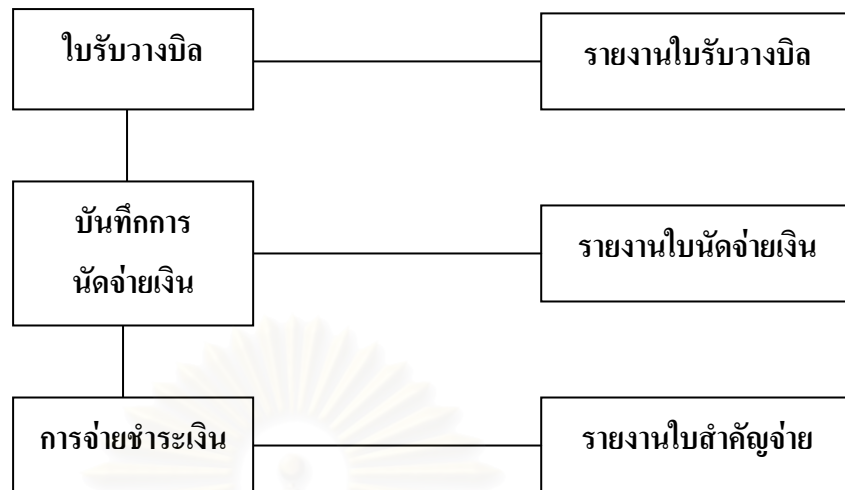 ใบรับวางบิล
รายงานใบรับวางบิล
บันทึกการ
นัดจ่ายเงิน
รายงานใบนัดจ่ายเงิน
การจ่ายชำระเงิน
รายงานใบสำคัญจ่าย